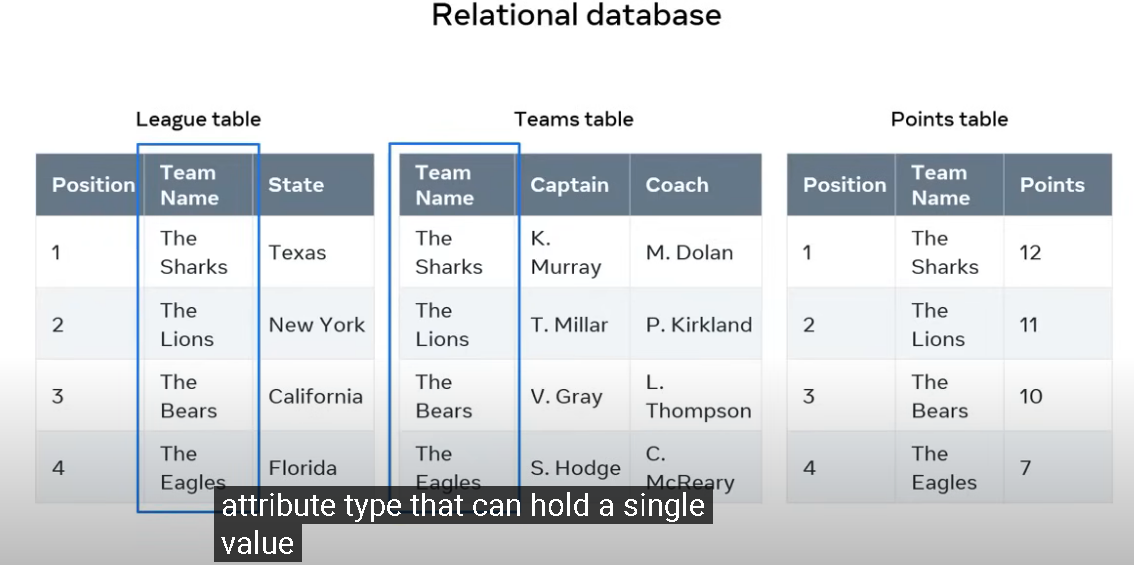 Relational database
League table
Position Team Name State
1 The Sharks Texas
2 The Lions New York
3 The Bears California
4 The Eagles Florida
Teams table
Team Name Captain Coach
The Sharks K. Murray M. Dolan
The Lions T. Millar P. Kirkland
The Bears V. Gray L. Thompson
The Eagles S. Hodge C. McReary
Points table
Position Team Name Points
1 The Sharks 12
2 The Lions 11
3 The Bears 10
4 The Eagles 7
attribute type that can hold a single
value